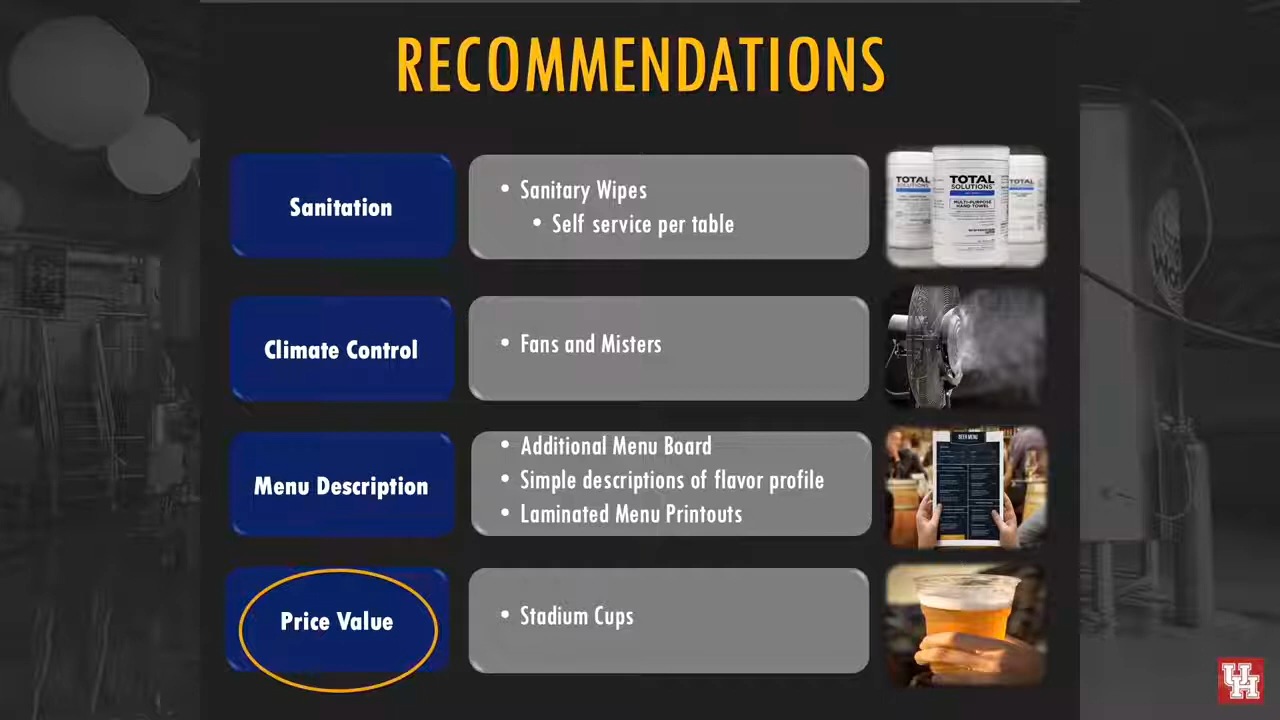 RECOMMENDATIONS
Sanitation
• Sanitary Wipes
• Self service per table
TOTAL
SOLUTIONS
TOTAL
SOLUTIONS
MULTI-PURPOSE
HAND TOWEL
TOTAL
SOLUTIONS
Climate Control
• Fans and Misters
Menu Description
• Additional Menu Board
• Simple descriptions of flavor profile
• Laminated Menu Printouts
BEER MENU
Price Value
• Stadium Cups
UH